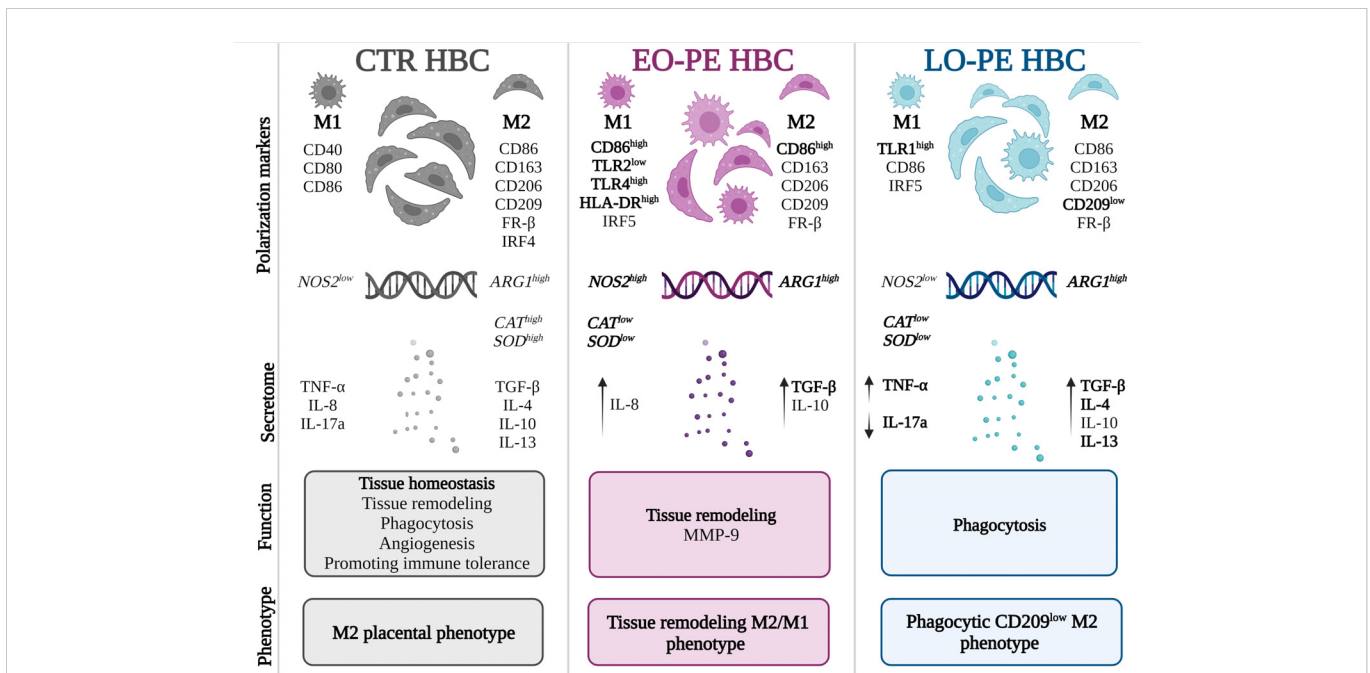 CTR HBC
EO-PE HBC
LO-PE HBC
Polarization markers
M1
CD40
CD80
CD86
M2
CD86
CD163
CD206
CD209
FR-β
IRF4
M1
CD86high
TLR2low
TLR4high
HLA-DRhigh
IRF5
M2
CD86high
CD163
CD206
CD209
FR-β
M1
TLR1high
CD86
IRF5
M2
CD86
CD163
CD206
CD209low
FR-β
NOS2low
ARG1high
CAThigh
SODhigh
NOS2high
ARG1high
CATlow
SODlow
NOS2low
ARG1high
CATlow
SODlow
Secretome
TNF-α
IL-8
IL-17a
TGF-β
IL-4
IL-10
IL-13
IL-8
TGF-β
IL-10
TNF-α
IL-17a
TGF-β
IL-4
IL-10
IL-13
Function
Tissue homeostasis
Tissue remodeling
Phagocytosis
Angiogenesis
Promoting immune tolerance
Tissue remodeling
MMP-9
Phagocytosis
Phenotype
M2 placental phenotype
Tissue remodeling M2/M1
phenotype
Phagocytic CD209low M2
phenotype